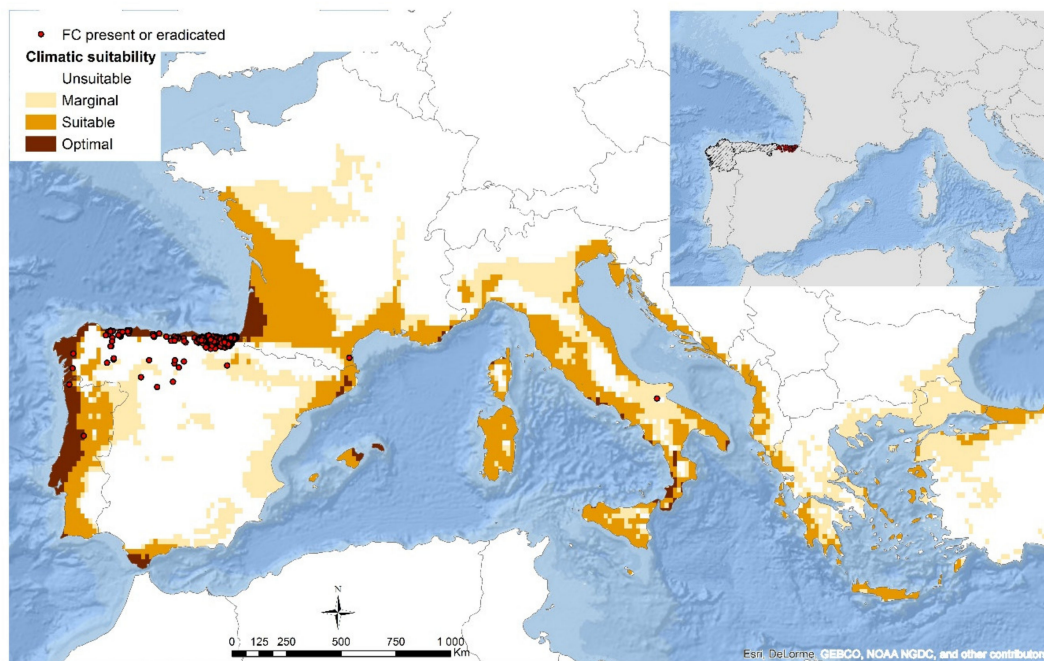 FC present or eradicated
Climatic suitability
Unsuitable
Marginal
Suitable
Optimal
N
0 125 250 500 750 1 000
Km
Esri, DeLorme, GEBCO, NOAA NGDC, and other contributors